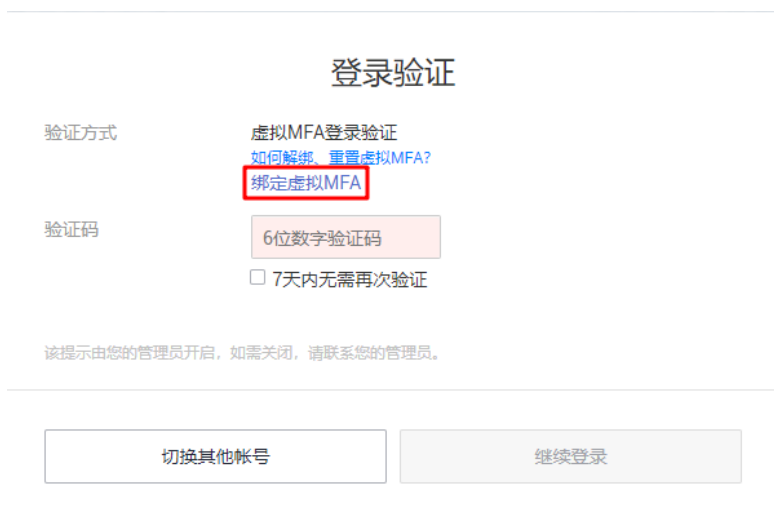 登录验证
验证方式
虚拟MFA登录验证
如何解绑、重置虚拟MFA?
绑定虚拟MFA
验证码
6位数字验证码
7天内无需再次验证
该提示由您的管理员开启，如需关闭，请联系您的管理员。
切换其他帐号
继续登录